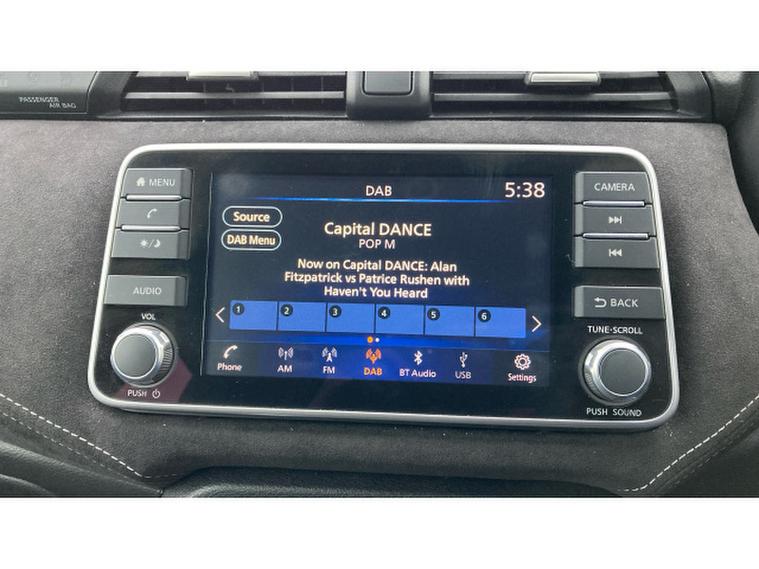 PASSENGER
AIR BAG
MENU
AUDIO
VOL
PUSH
DAB
5:38
Source
DAB Menu
Capital DANCE
POP M
Now on Capital DANCE: Alan
Fitzpatrick vs Patrice Rushen with
Haven't You Heard
1 2 3 4 5 6
Phone AM FM DAB BT Audio USB Settings
CAMERA
BACK
TUNE·SCROLL
PUSH SOUND